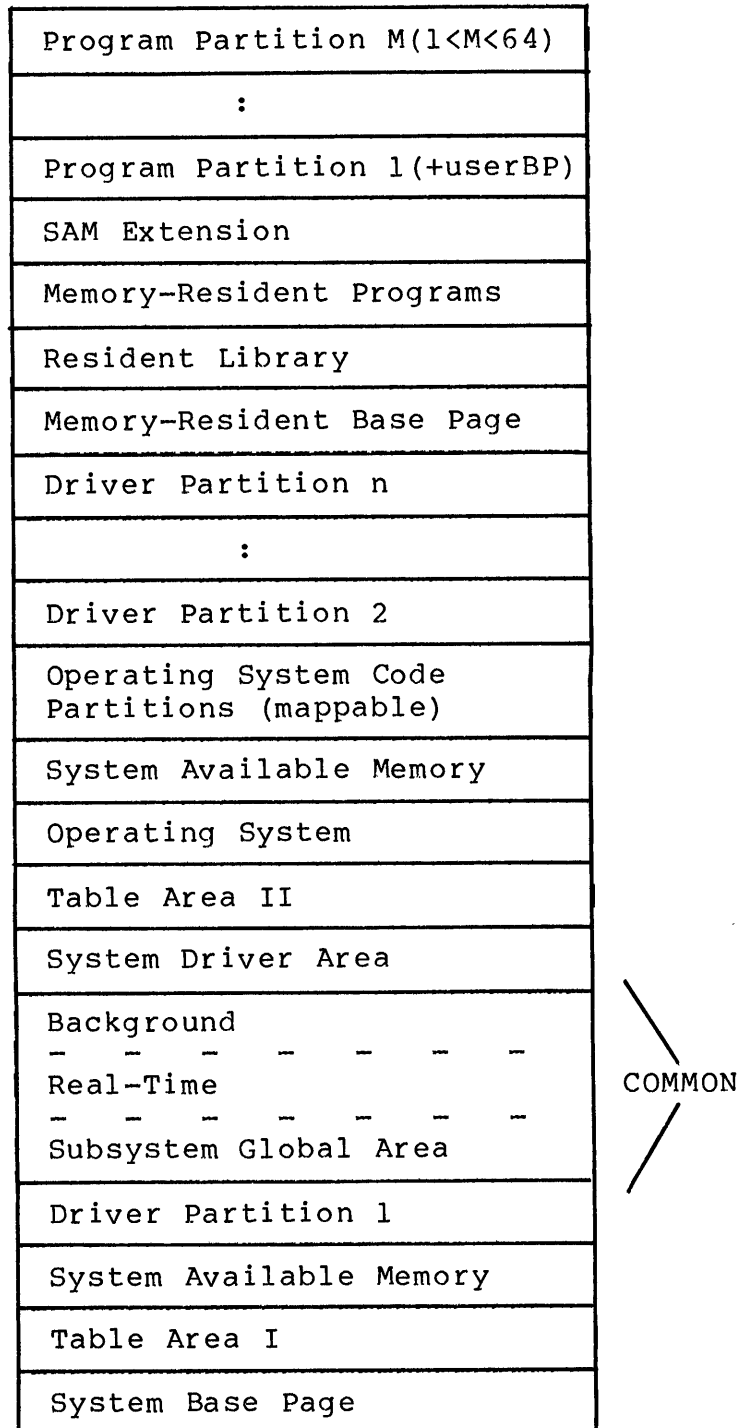 Program Partition M(1<M<64)
:
Program Partition 1(+userBP)
SAM Extension
Memory-Resident Programs
Resident Library
Memory-Resident Base Page
Driver Partition n
:
Driver Partition 2
Operating System Code
Partitions (mappable)
System Available Memory
Operating System
Table Area II
System Driver Area
Background
Real-Time
COMMON
Subsystem Global Area
Driver Partition 1
System Available Memory
Table Area I
System Base Page